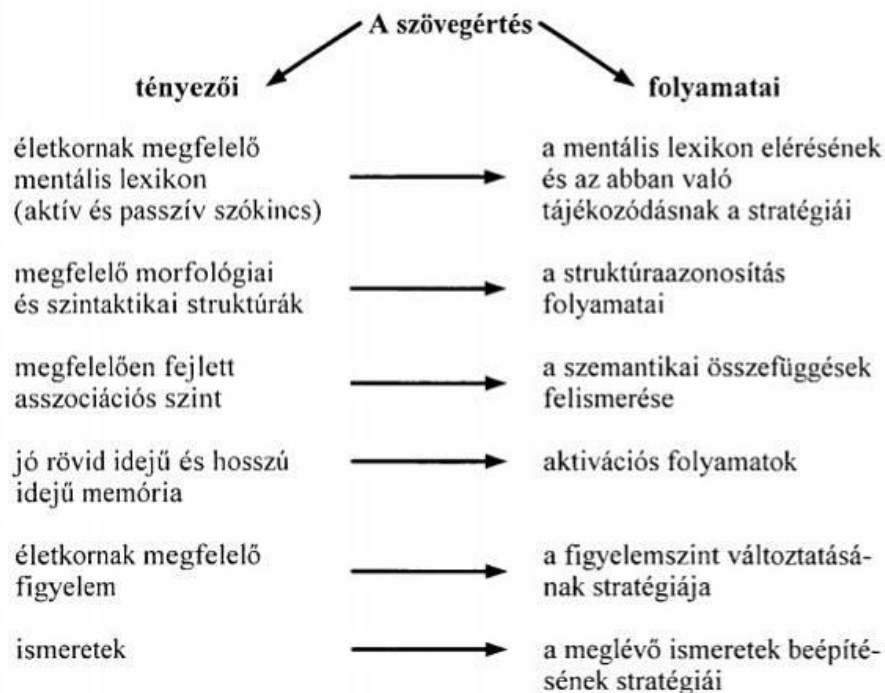 A szövegértés
tényezői
folyamatai
életkornak megfelelő
mentális lexikon
(aktív és passzív szókincs)
a mentális lexikon elérésének
és az abban való
tájékozódásnak a stratégiái
megfelelő morfológiai
és szintaktikai struktúrák
a struktúraazonosítás
folyamatai
megfelelően fejlett
asszociációs szint
a szemantikai összefüggések
felismerése
jó rövid idejű és hosszú
idejű memória
aktivációs folyamatok
életkornak megfelelő
figyelem
a figyelemszint változtatásá-
nak stratégiája
ismeretek
a meglévő ismeretek beépíté-
sének stratégiái